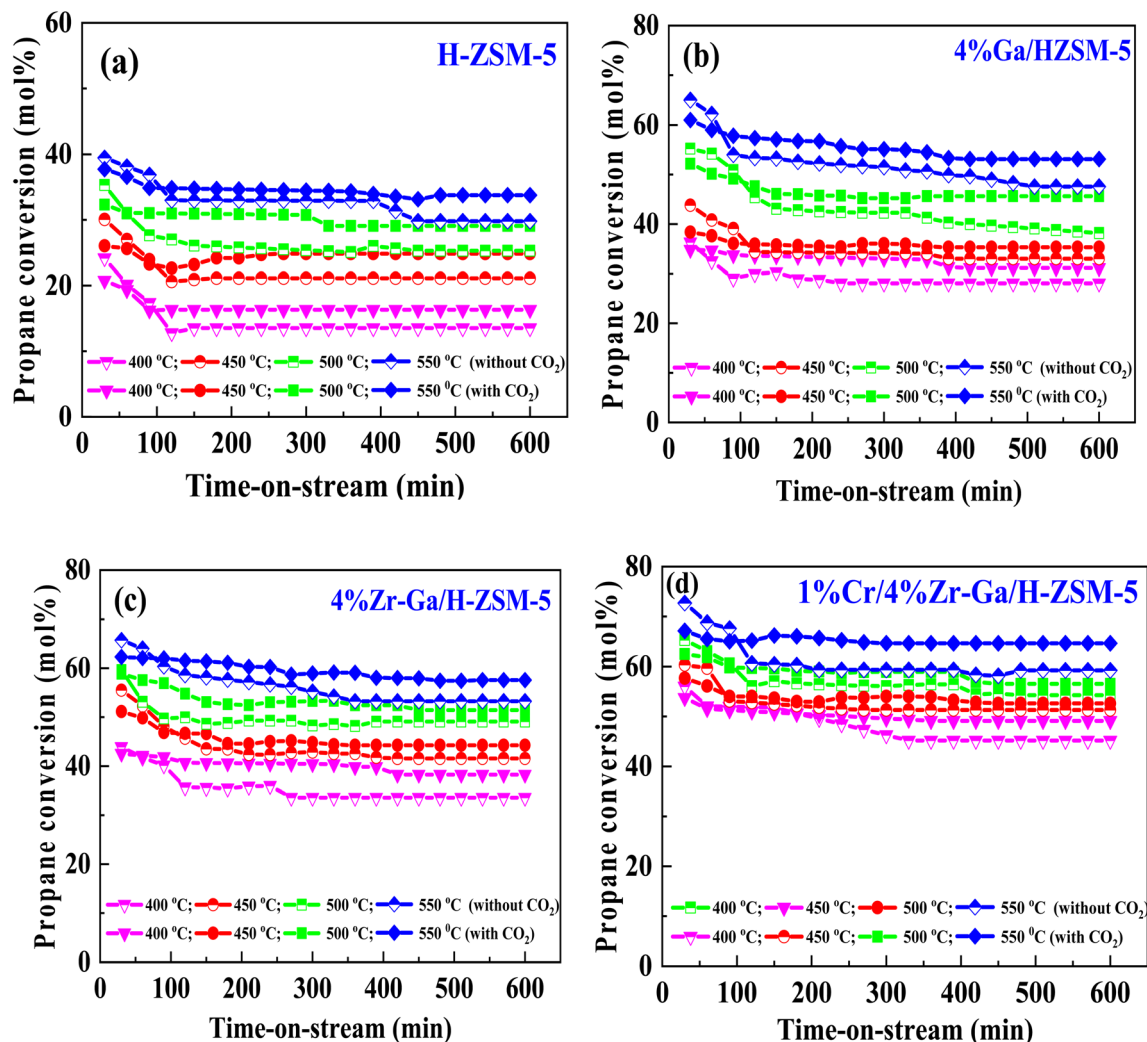 (a)
H-ZSM-5
Propane conversion (mol%)
60
40
20
0
400 °C; 450 °C; 500 °C; 550 °C (without CO₂)
400 °C; 450 °C; 500 °C; 550 ⁰C (with CO₂)
0 100 200 300 400 500 600
Time-on-stream (min)
(b)
4%Ga/HZSM-5
Propane conversion (mol%)
80
60
40
20
0
400 °C; 450 °C; 500 °C; 550 °C (without CO₂)
400 °C; 450 °C; 500 °C; 550 ⁰C (with CO₂)
0 100 200 300 400 500 600
Time-on-stream (min)
(c)
4%Zr-Ga/H-ZSM-5
Propane conversion (mol%)
80
60
40
20
0
400 °C; 450 °C; 500 °C; 550 °C (without CO₂)
400 °C; 450 °C; 500 °C; 550 ⁰C (with CO₂)
0 100 200 300 400 500 600
Time-on-stream (min)
(d)
1%Cr/4%Zr-Ga/H-ZSM-5
Propane conversion (mol%)
80
60
40
20
0
400 °C; 450 °C; 500 °C; 550 °C (without CO₂)
400 °C; 450 °C; 500 °C; 550 ⁰C (with CO₂)
0 100 200 300 400 500 600
Time-on-stream (min)